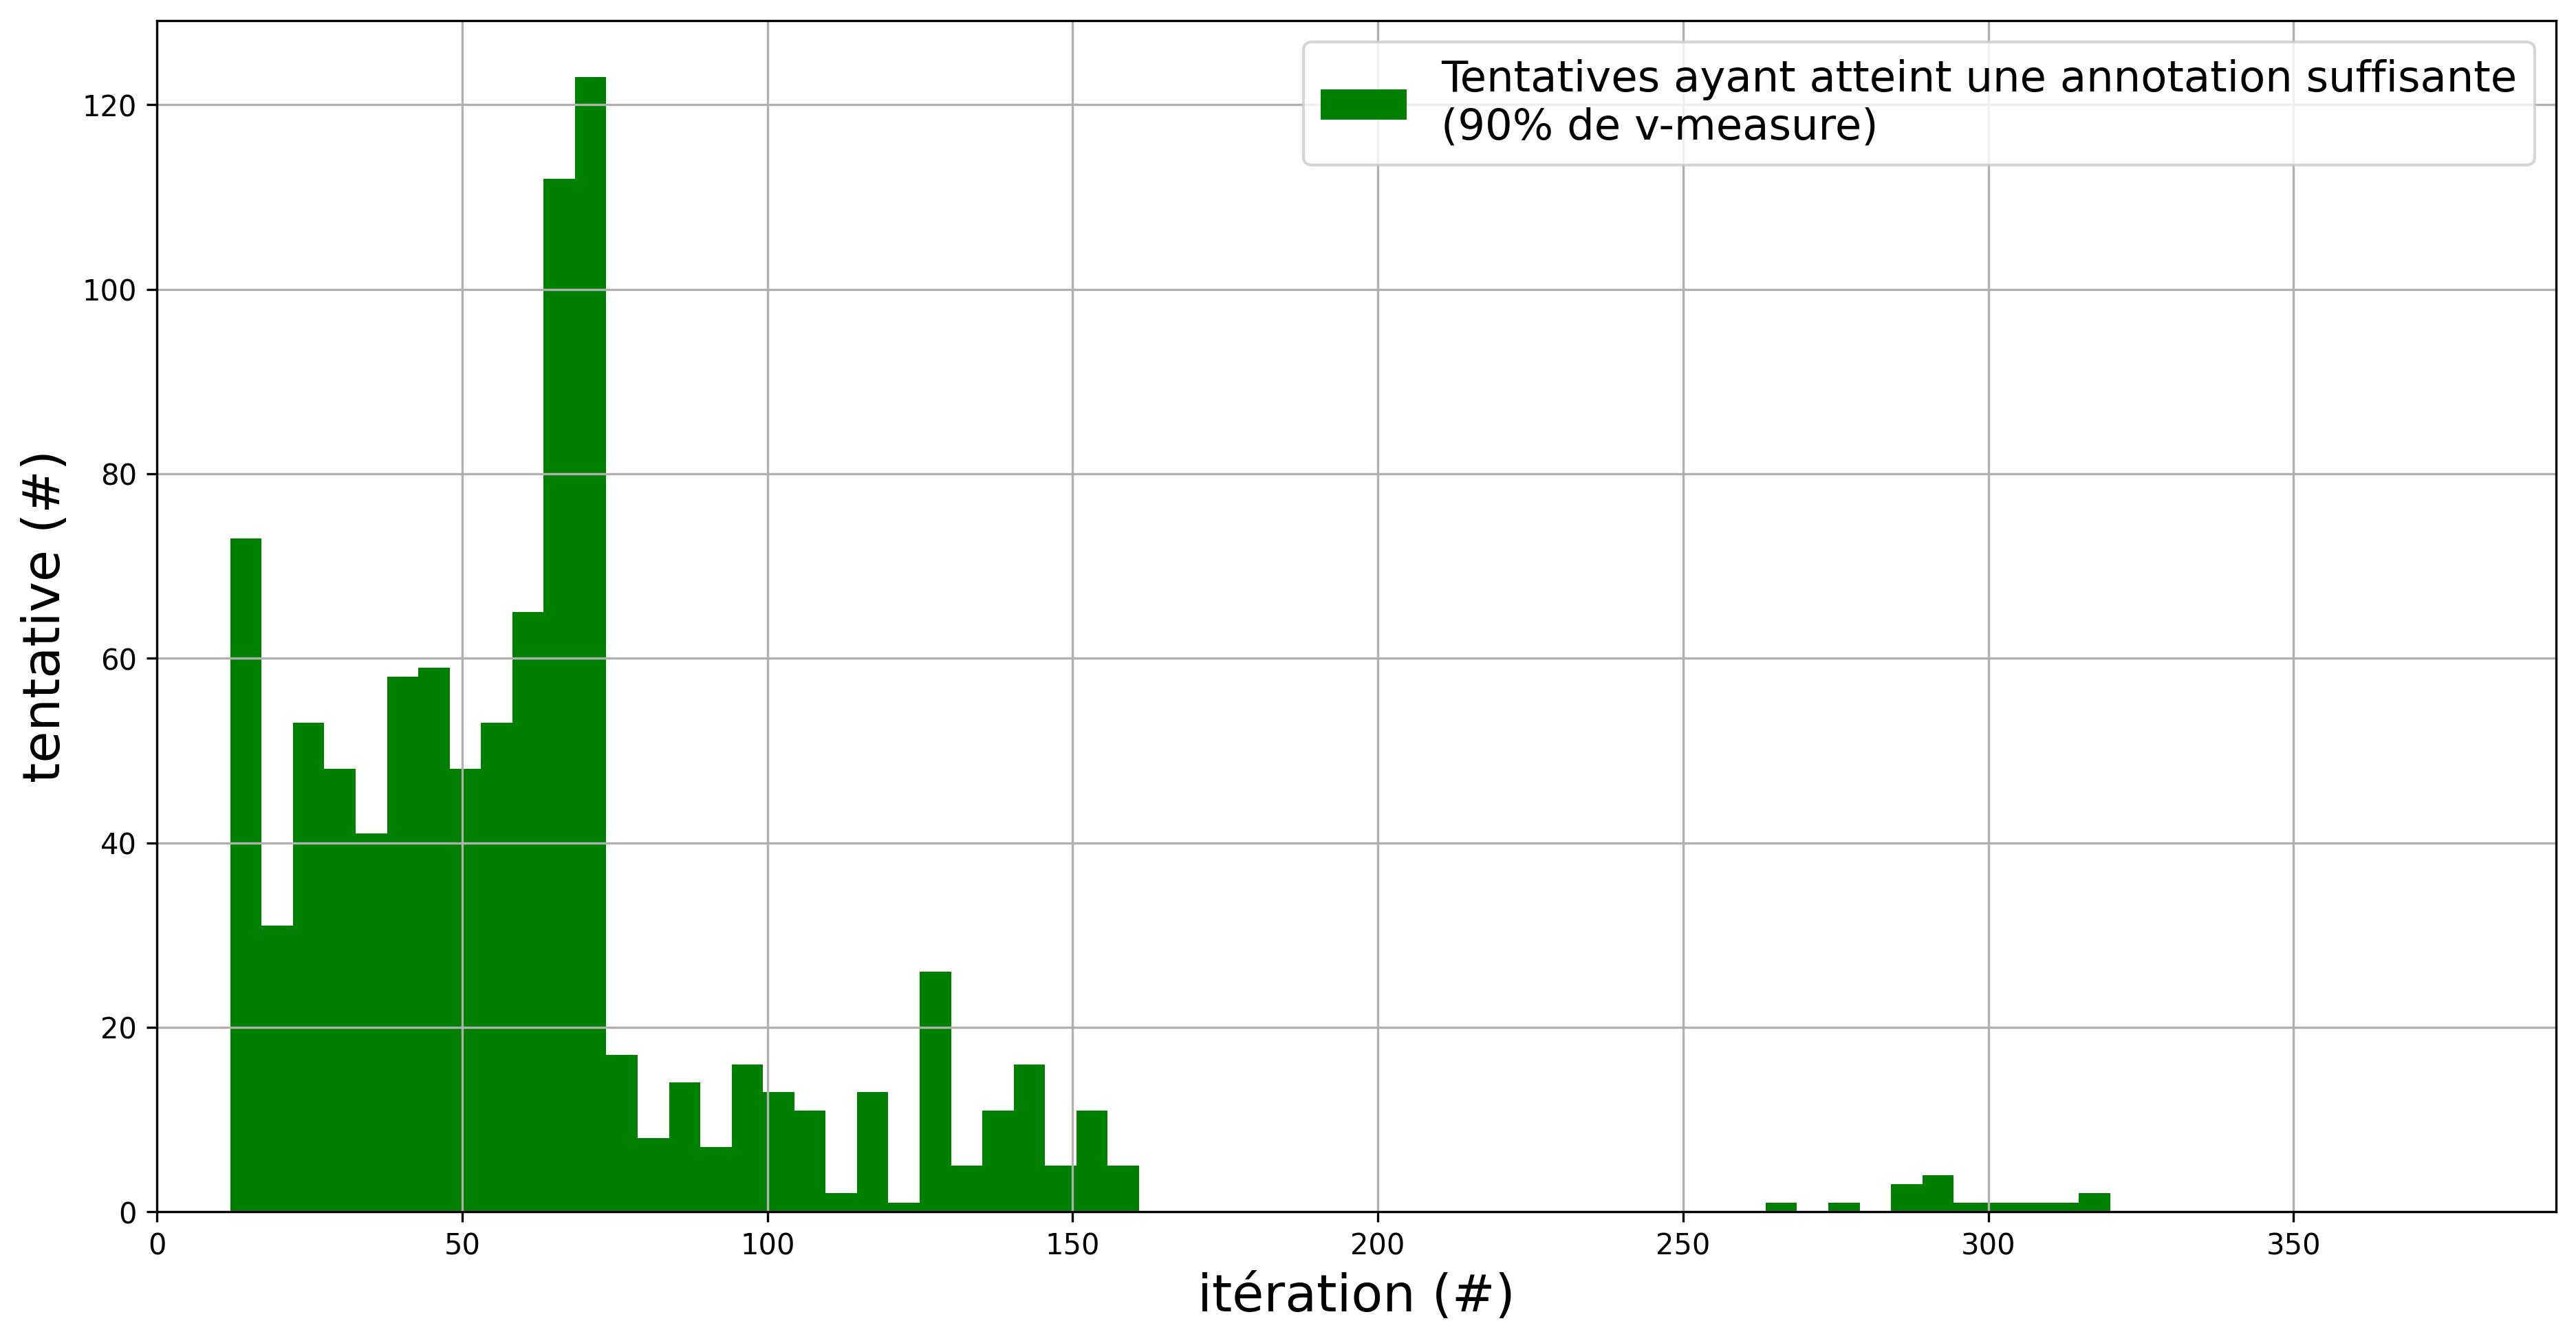 Tentatives ayant atteint une annotation suffisante
(90% de v-measure)
120
100
80
60
40
20
0
tentative (#)
0 50 100 150 200 250 300 350
itération (#)